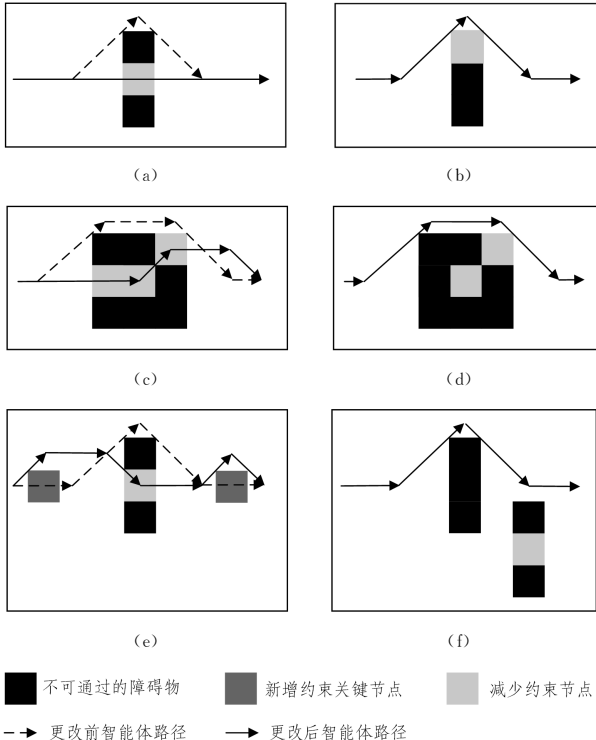 (a)
(b)
(c)
(d)
(e)
(f)
不可通过的障碍物
新增约束关键节点
减少约束节点
更改前智能体路径
更改后智能体路径